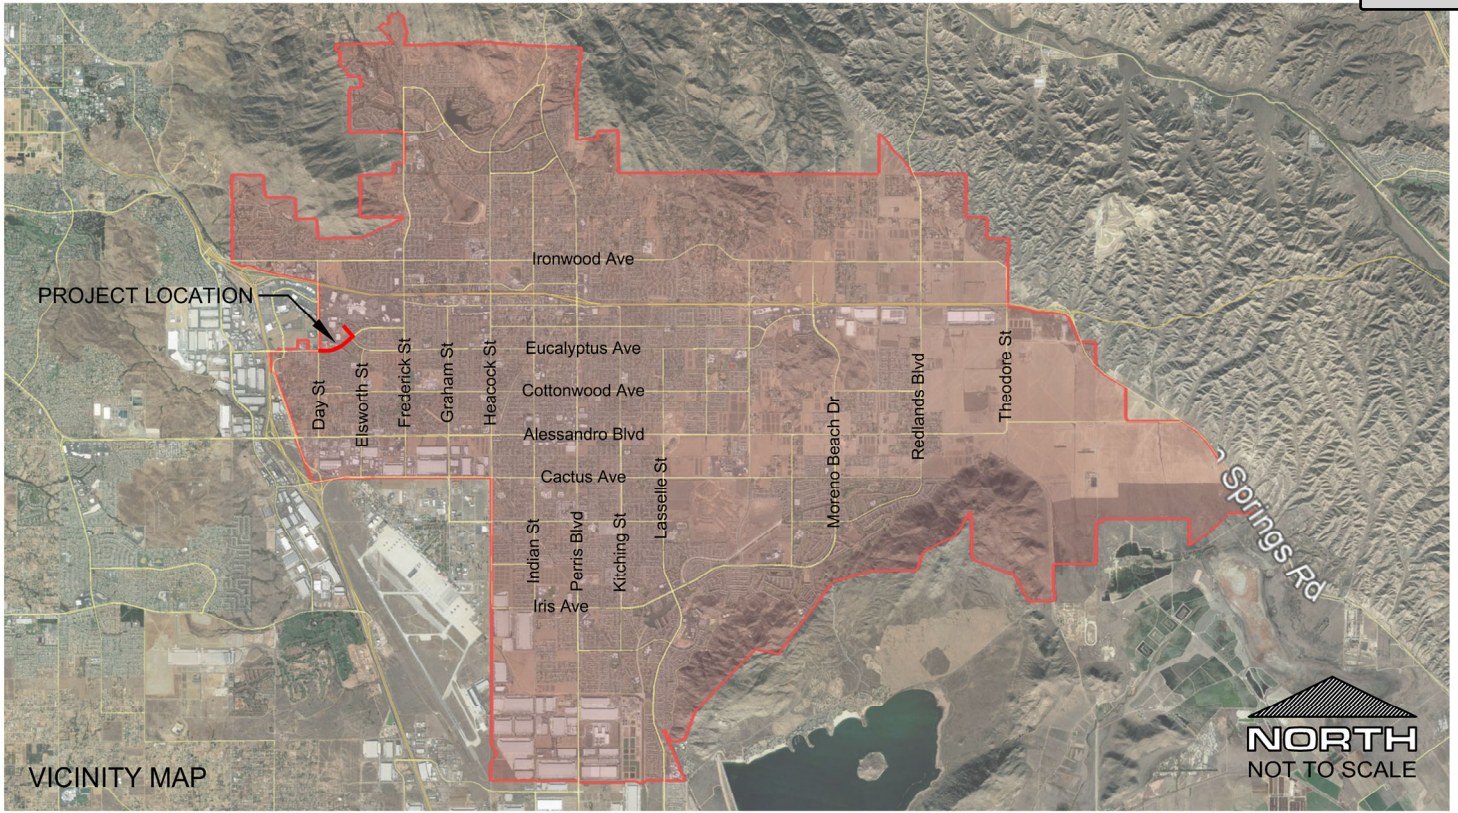 Ironwood Ave
PROJECT LOCATION
Eucalyptus Ave
Day St
Elsworth St
Frederick St
Graham St
Heacock St
Cottonwood Ave
Redlands Blvd
Theodore St
Alessandro Blvd
Moreno Beach Dr
Cactus Ave
Lasselle St
Indian St
Perris Blvd
Kitching St
Springs Rd
Iris Ave
NORTH
NOT TO SCALE
VICINITY MAP